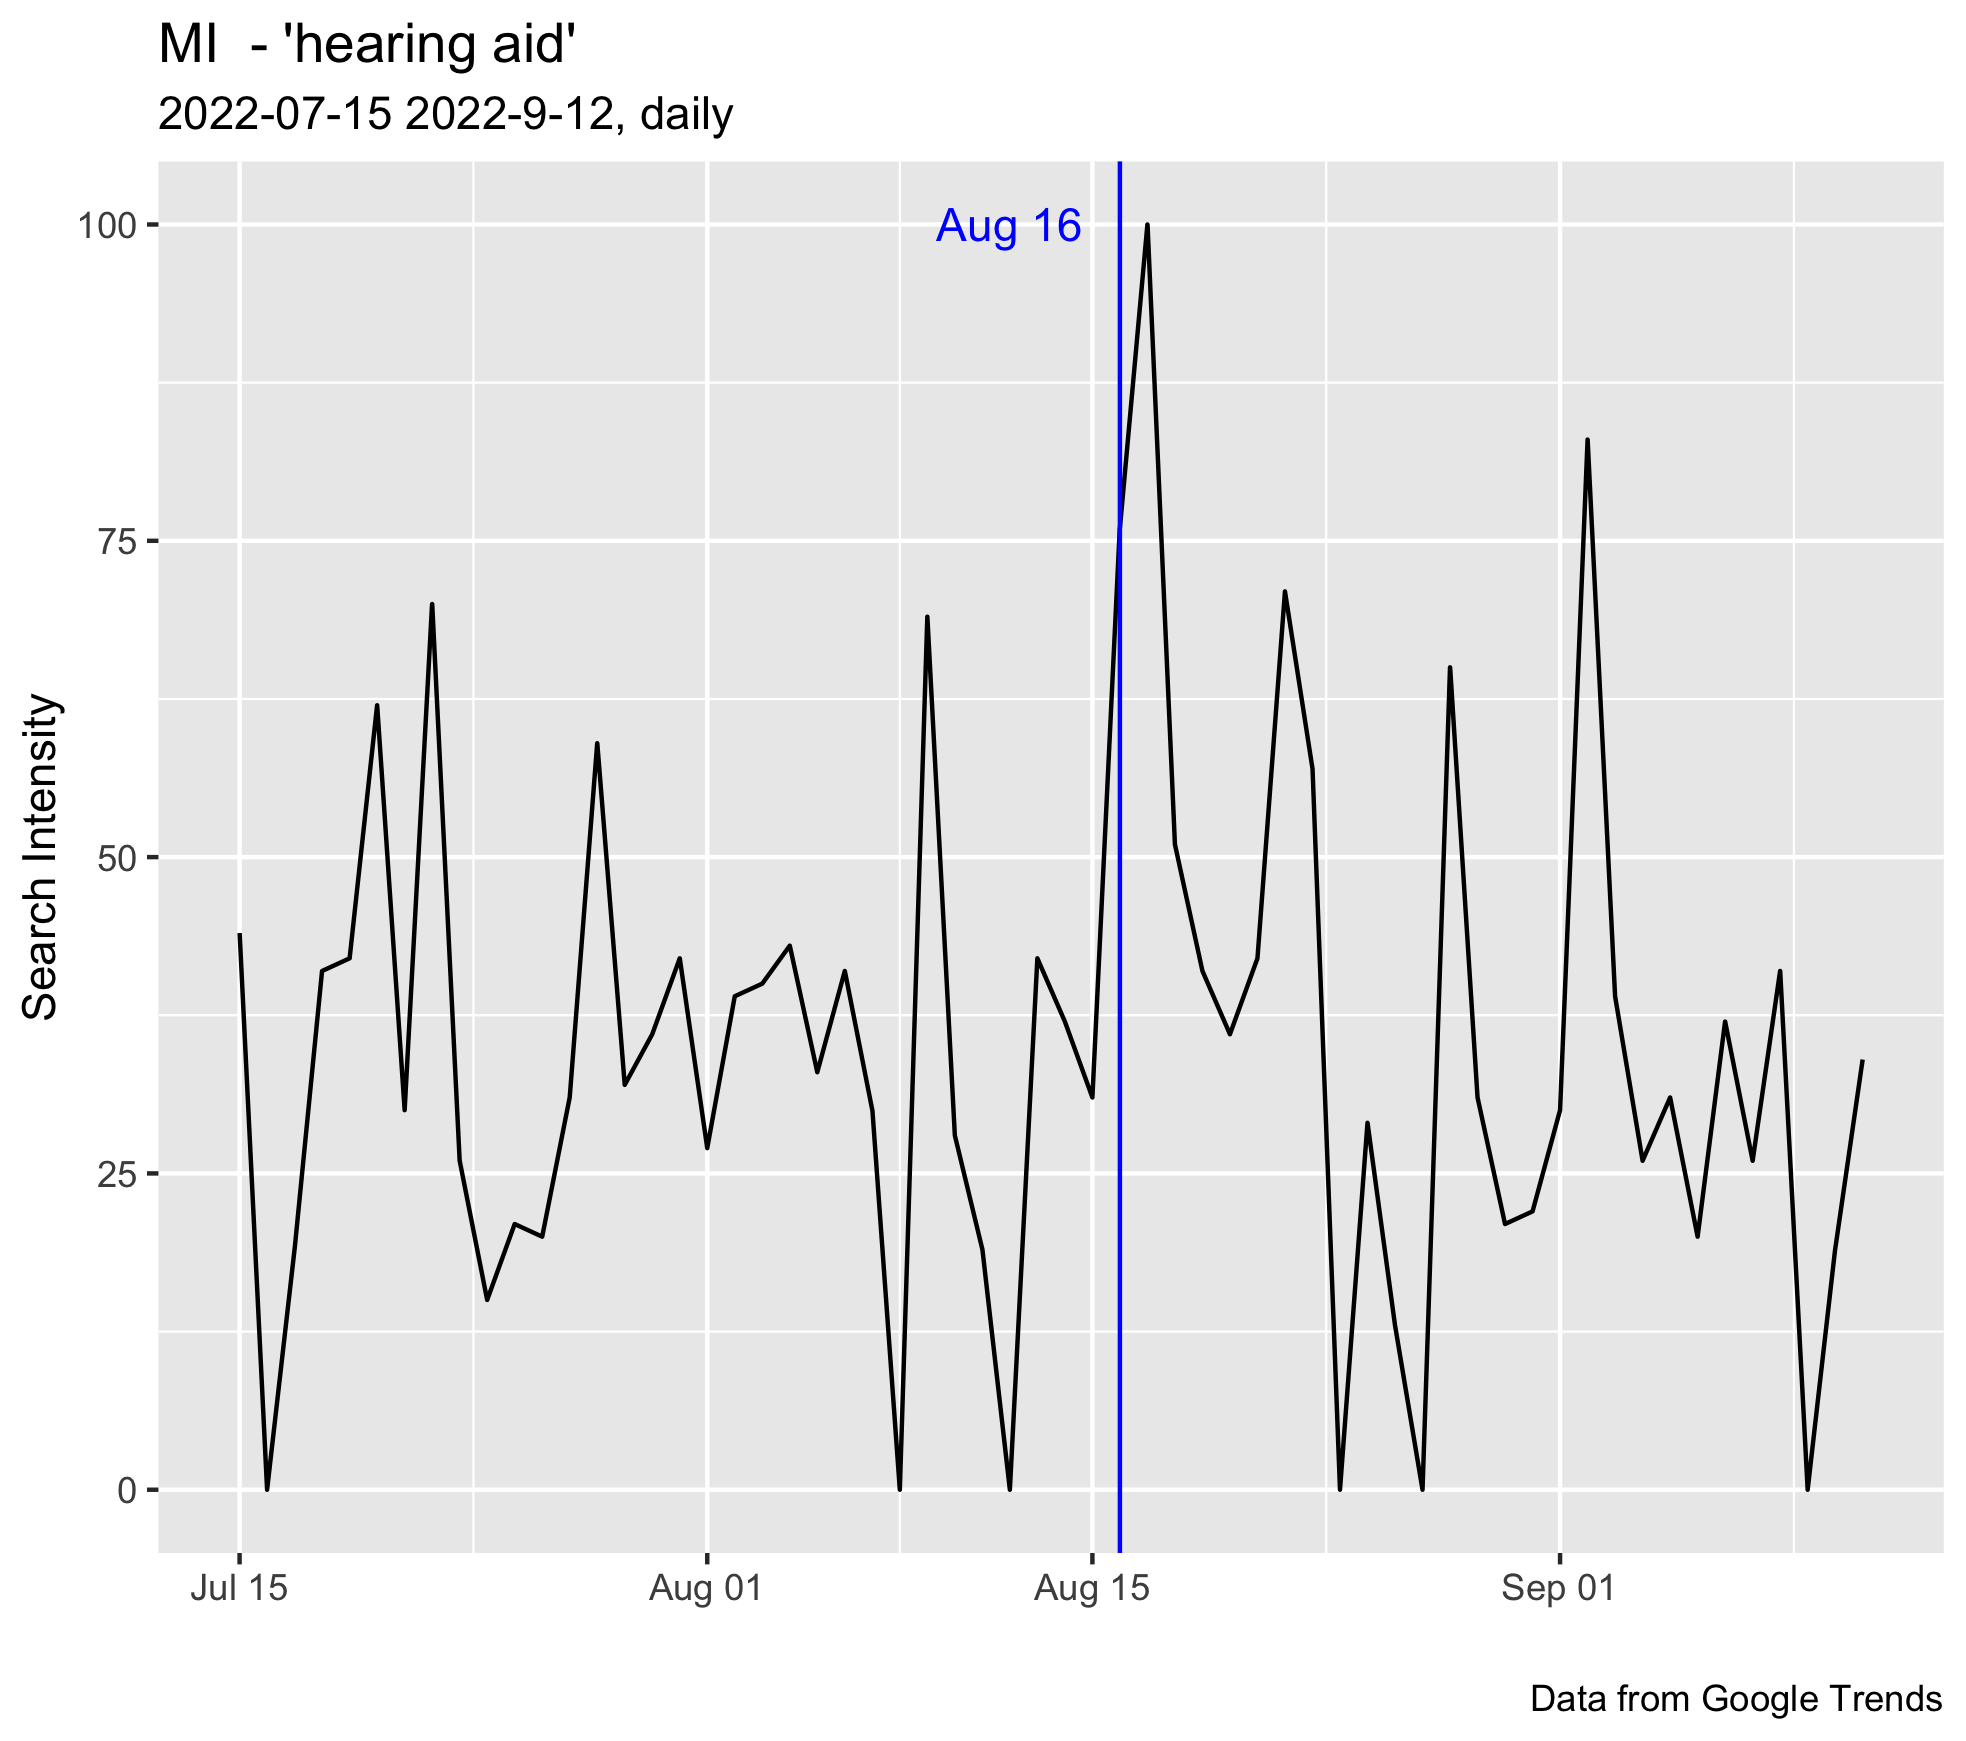 MI  - 'hearing aid'
2022-07-15 2022-9-12, daily
Aug 16
100
75
50
25
0
Search Intensity
Jul 15
Aug 01
Aug 15
Sep 01
Data from Google Trends